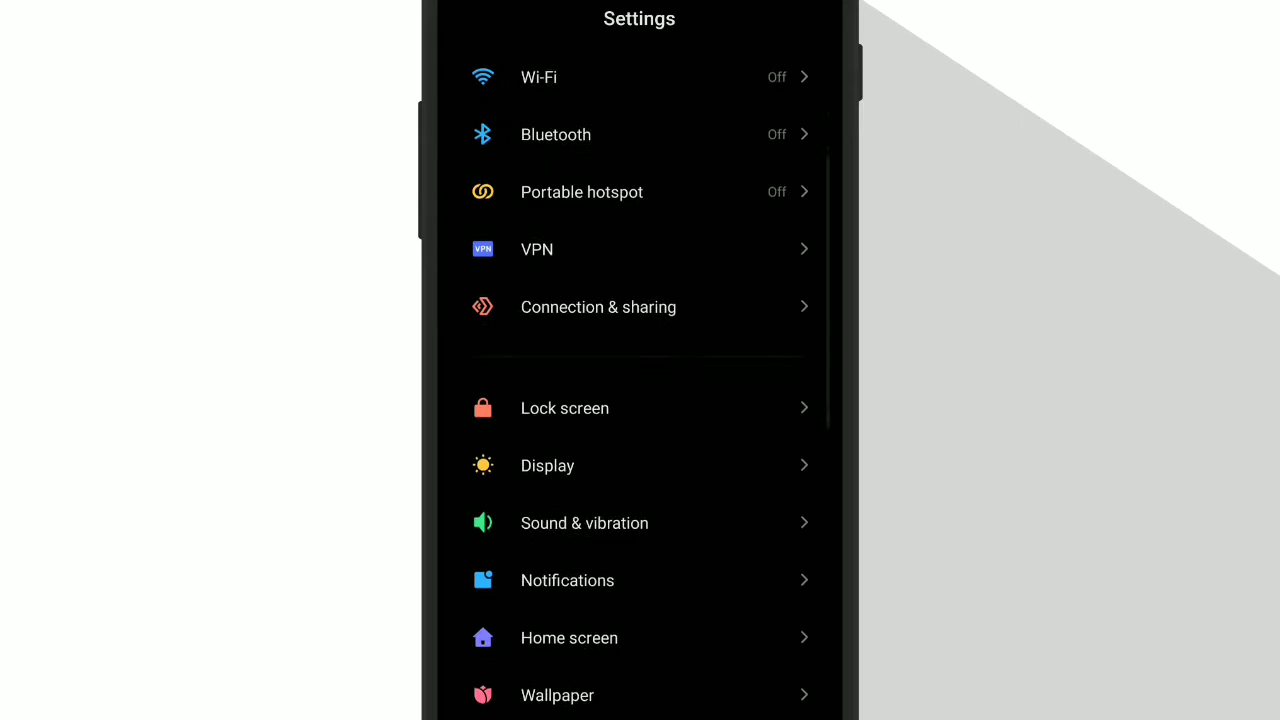 Settings
Wi-Fi Off
Bluetooth Off
Portable hotspot Off
VPN VPN
Connection & sharing
Lock screen
Display
Sound & vibration
Notifications
Home screen
Wallpaper